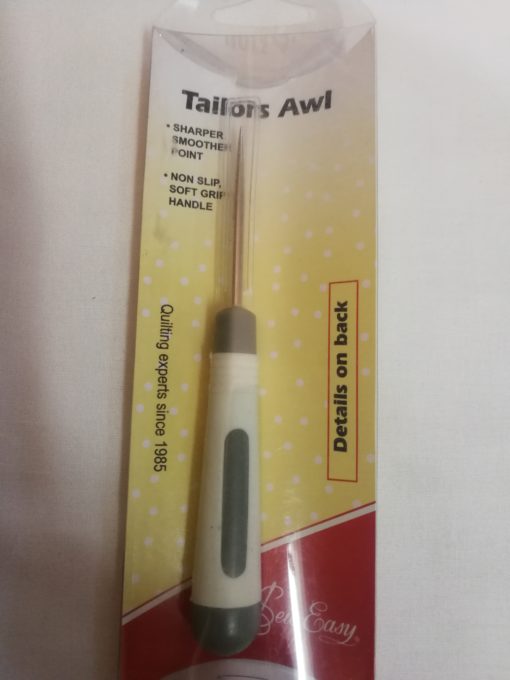 Tailors Awl
• SHARPER
SMOOTHER
POINT
• NON SLIP,
SOFT GRIP
HANDLE
Details on back
Quilting experts since 1985
Sew Easy